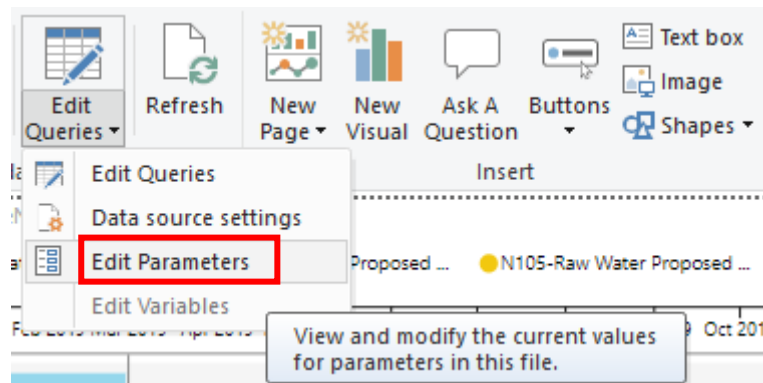 Edit
Queries
Refresh
New
Page
New
Visual
Ask A
Question
Buttons
Text box
Image
Shapes
Insert
Edit Queries
Data source settings
Edit Parameters
Proposed ...
N105-Raw Water Proposed ...
Edit Variables
Oct 201
View and modify the current values
for parameters in this file.